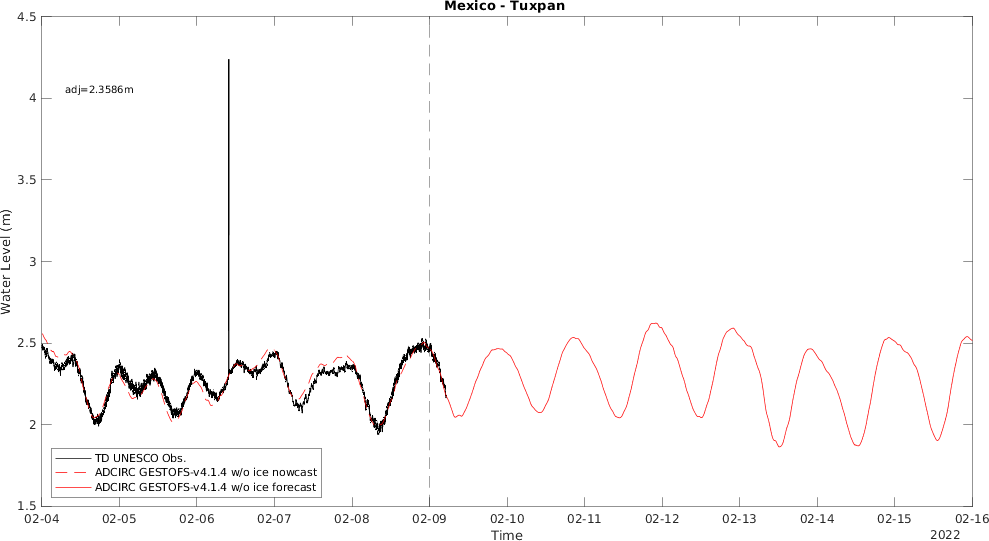 Mexico - Tuxpan
4.5
adj=2.3586m
4
3.5
3
2.5
2
1.5
Water Level (m)
TD UNESCO Obs.
ADCIRC GESTOFS-v4.1.4 w/o ice nowcast
ADCIRC GESTOFS-v4.1.4 w/o ice forecast
02-04 02-05 02-06 02-07 02-08 02-09 02-10 02-11 02-12 02-13 02-14 02-15 02-16
Time
2022